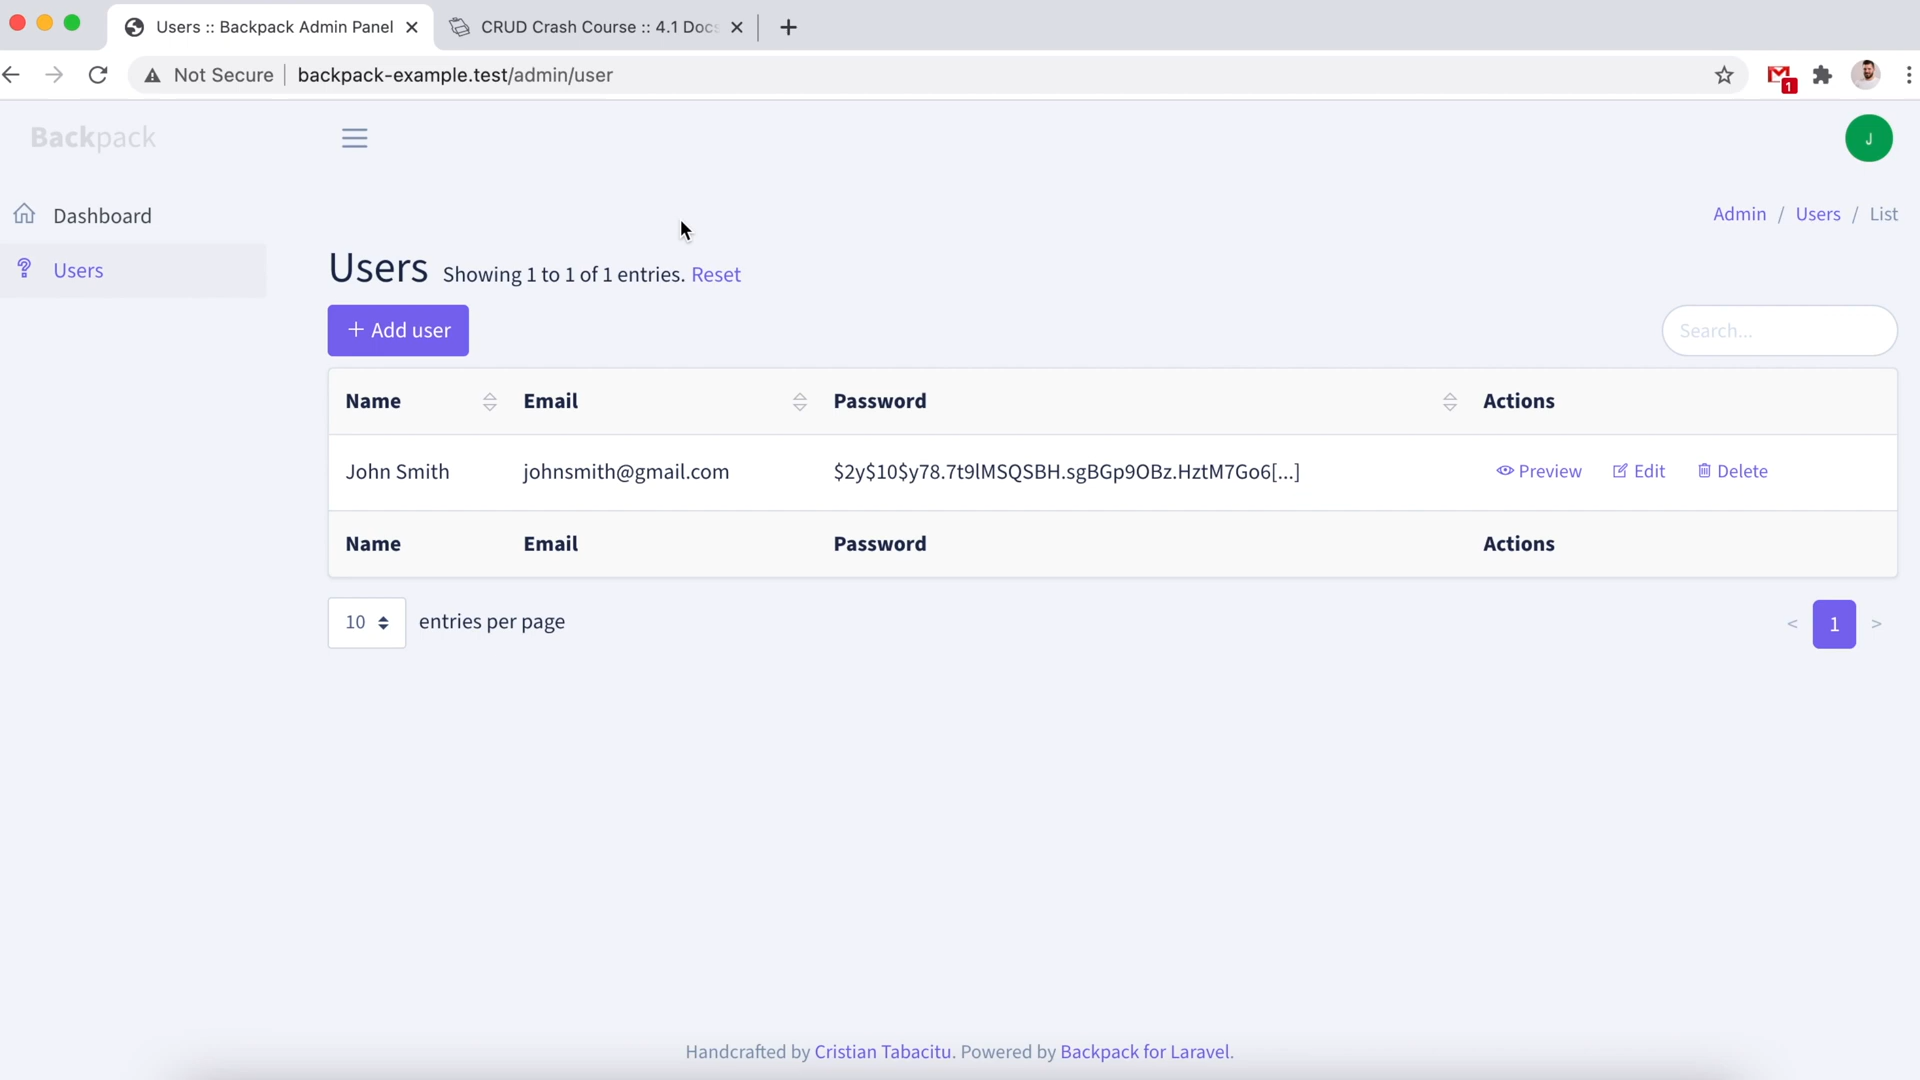 Users :: Backpack Admin Panel
CRUD Crash Course :: 4.1 Docs
Not Secure | backpack-example.test/admin/user
1
Backpack
J
Dashboard
Users
Admin / Users / List
Users Showing 1 to 1 of 1 entries. Reset
+ Add user
Search...
Name Email Password Actions
John Smith johnsmith@gmail.com $2y$10$y78.7t9lMSQSBH.sgBGp9OBz.HztM7Go6[...] Preview Edit Delete
Name Email Password Actions
10 entries per page
< 1 >
Handcrafted by Cristian Tabacitu. Powered by Backpack for Laravel.